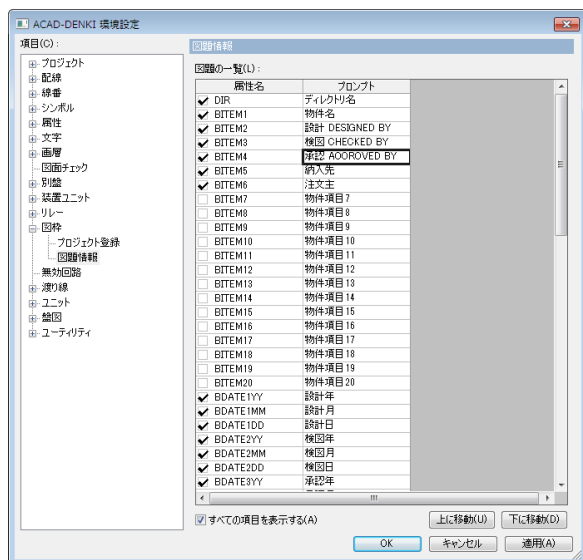 ACAD-DENKI 環境設定
項目(C):
プロジェクト
配線
線番
シンボル
属性
文字
画層
図面チェック
別盤
装置ユニット
リレー
図枠
プロジェクト登録
図題情報
無効回路
渡り線
ユニット
盤図
ユーティリティ
図題情報
図題の一覧(L):
属性名 プロンプト
DIR ディレクトリ名
BITEM1 物件名
BITEM2 設計 DESIGNED BY
BITEM3 検図 CHECKED BY
BITEM4 承認 AOOROVED BY
BITEM5 納入先
BITEM6 注文主
BITEM7 物件項目7
BITEM8 物件項目8
BITEM9 物件項目9
BITEM10 物件項目10
BITEM11 物件項目11
BITEM12 物件項目12
BITEM13 物件項目13
BITEM14 物件項目14
BITEM15 物件項目15
BITEM16 物件項目16
BITEM17 物件項目17
BITEM18 物件項目18
BITEM19 物件項目19
BITEM20 物件項目20
BDATE1YY 設計年
BDATE1MM 設計月
BDATE1DD 設計日
BDATE2YY 検図年
BDATE2MM 検図月
BDATE2DD 検図日
BDATE3YY 承認年
すべての項目を表示する(A)
上に移動(U) 下に移動(D)
OK キャンセル 適用(A)